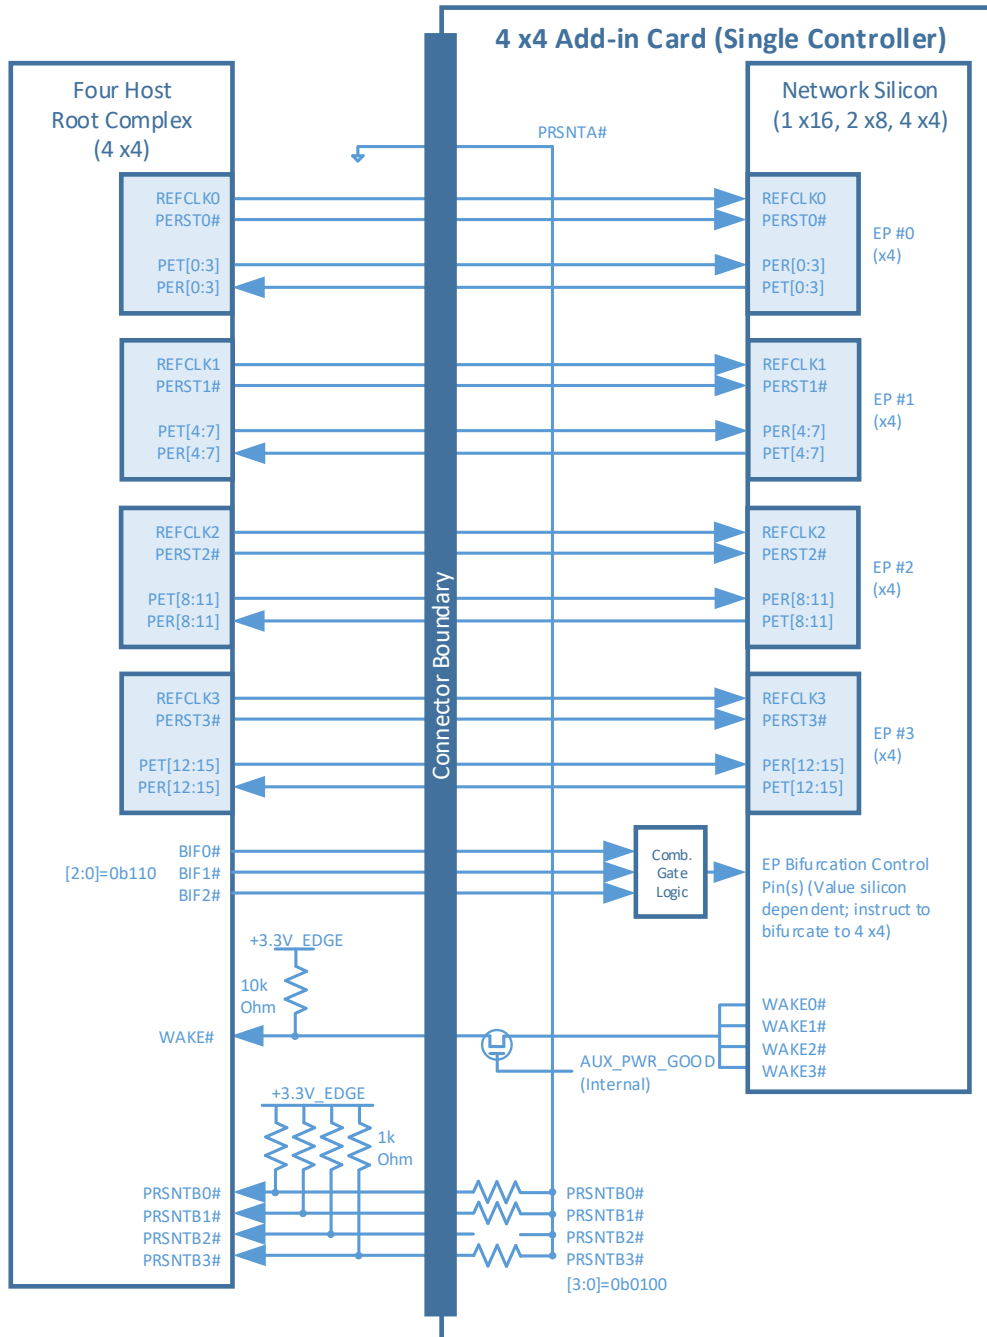 4 x4 Add-in Card (Single Controller)
Four Host
Root Complex
(4 x4)
Network Silicon
(1 x16, 2 x8, 4 x4)
PRSNTA#
REFCLK0
PERST0#
PET[0:3]
PER[0:3]
REFCLK0
PERST0#
PER[0:3]
PET[0:3]
EP #0
(x4)
REFCLK1
PERST1#
PET[4:7]
PER[4:7]
REFCLK1
PERST1#
PER[4:7]
PET[4:7]
EP #1
(x4)
REFCLK2
PERST2#
PET[8:11]
PER[8:11]
REFCLK2
PERST2#
PER[8:11]
PET[8:11]
EP #2
(x4)
Connector Boundary
REFCLK3
PERST3#
PET[12:15]
PER[12:15]
REFCLK3
PERST3#
PER[12:15]
PET[12:15]
EP #3
(x4)
BIF0#
[2:0]=0b110
BIF1#
BIF2#
Comb.
Gate
Logic
EP Bifurcation Control
Pin(s) (Value silicon
dependent; instruct to
bifurcate to 4 x4)
+3.3V_EDGE
10k
Ohm
WAKE#
WAKE0#
WAKE1#
WAKE2#
WAKE3#
AUX_PWR_GOOD
(Internal)
+3.3V_EDGE
1k
Ohm
PRSNTB0#
PRSNTB1#
PRSNTB2#
PRSNTB3#
PRSNTB0#
PRSNTB1#
PRSNTB2#
PRSNTB3#
[3:0]=0b0100